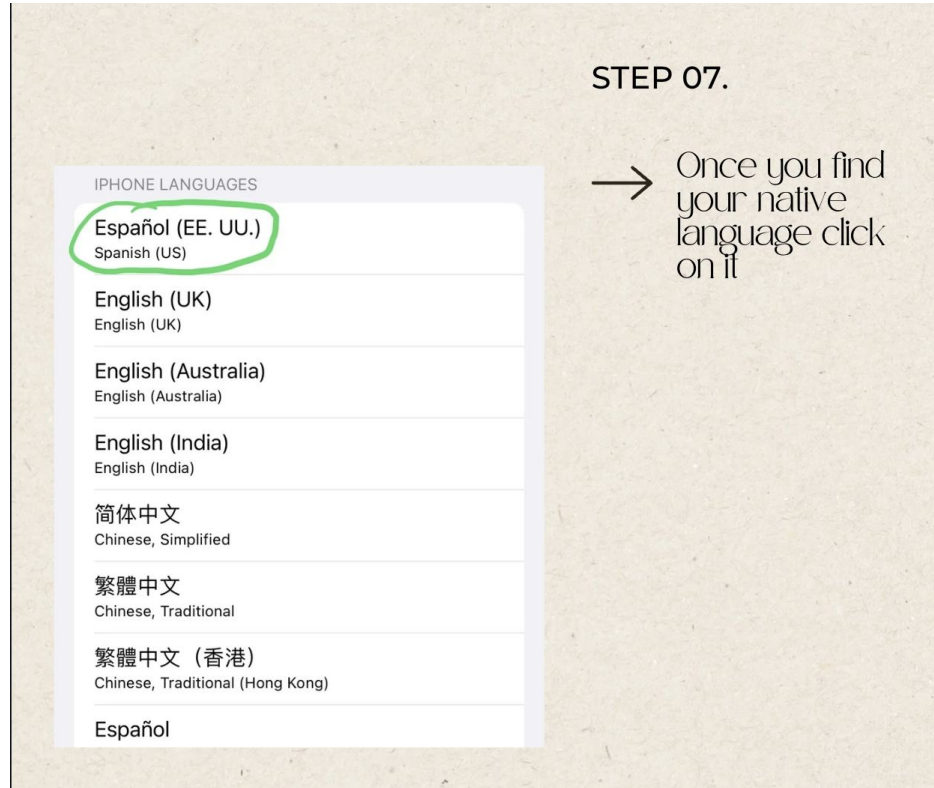 STEP 07.
Once you find
your native
language click
on it
IPHONE LANGUAGES
Español (EE. UU.)
Spanish (US)
English (UK)
English (UK)
English (Australia)
English (Australia)
English (India)
English (India)
简体中文
Chinese, Simplified
繁體中文
Chinese, Traditional
繁體中文（香港）
Chinese, Traditional (Hong Kong)
Español